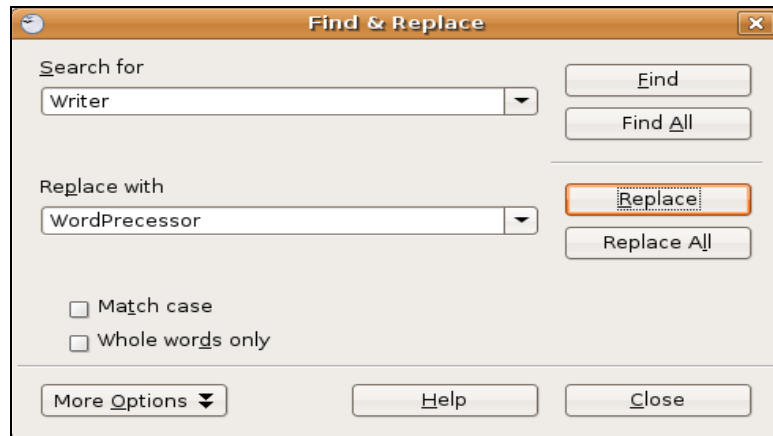 Find & Replace
Search for
Writer
Find
Find All
Replace with
WordPrecessor
Replace
Replace All
Match case
Whole words only
More Options
Help
Close